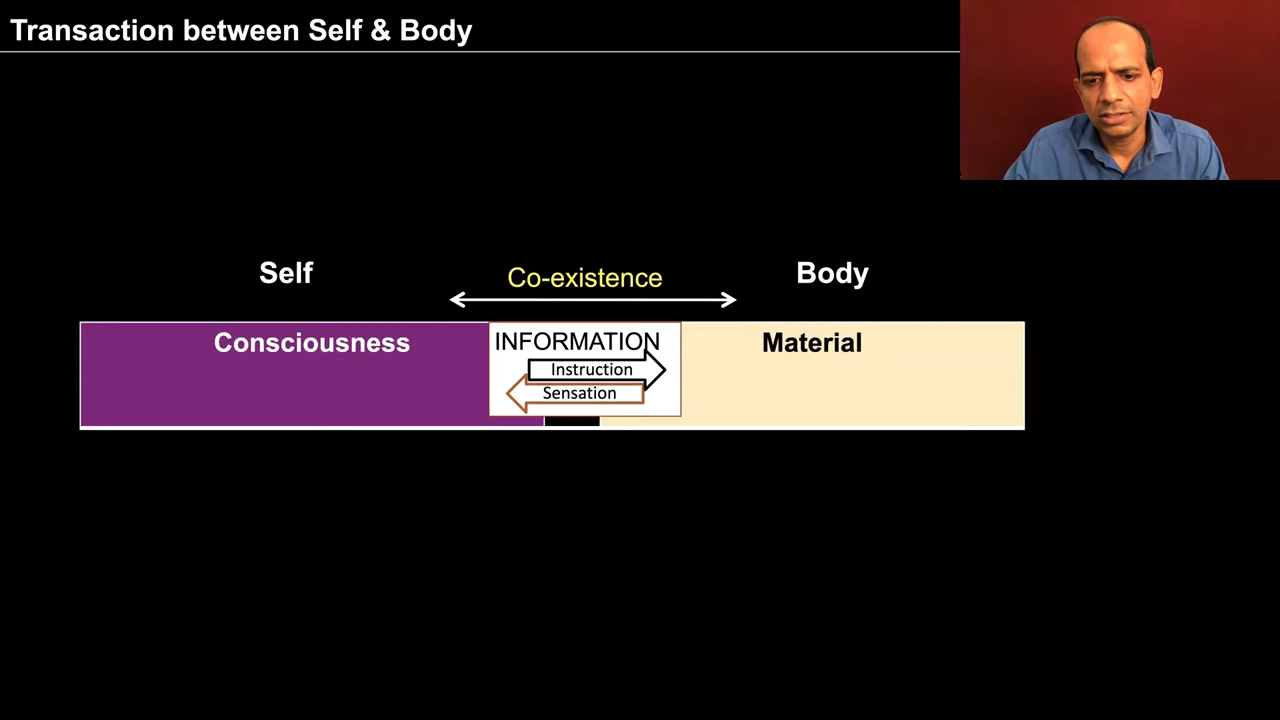 Transaction between Self & Body
Self
Co-existence
Body
Consciousness
INFORMATION
Material
Instruction
Sensation